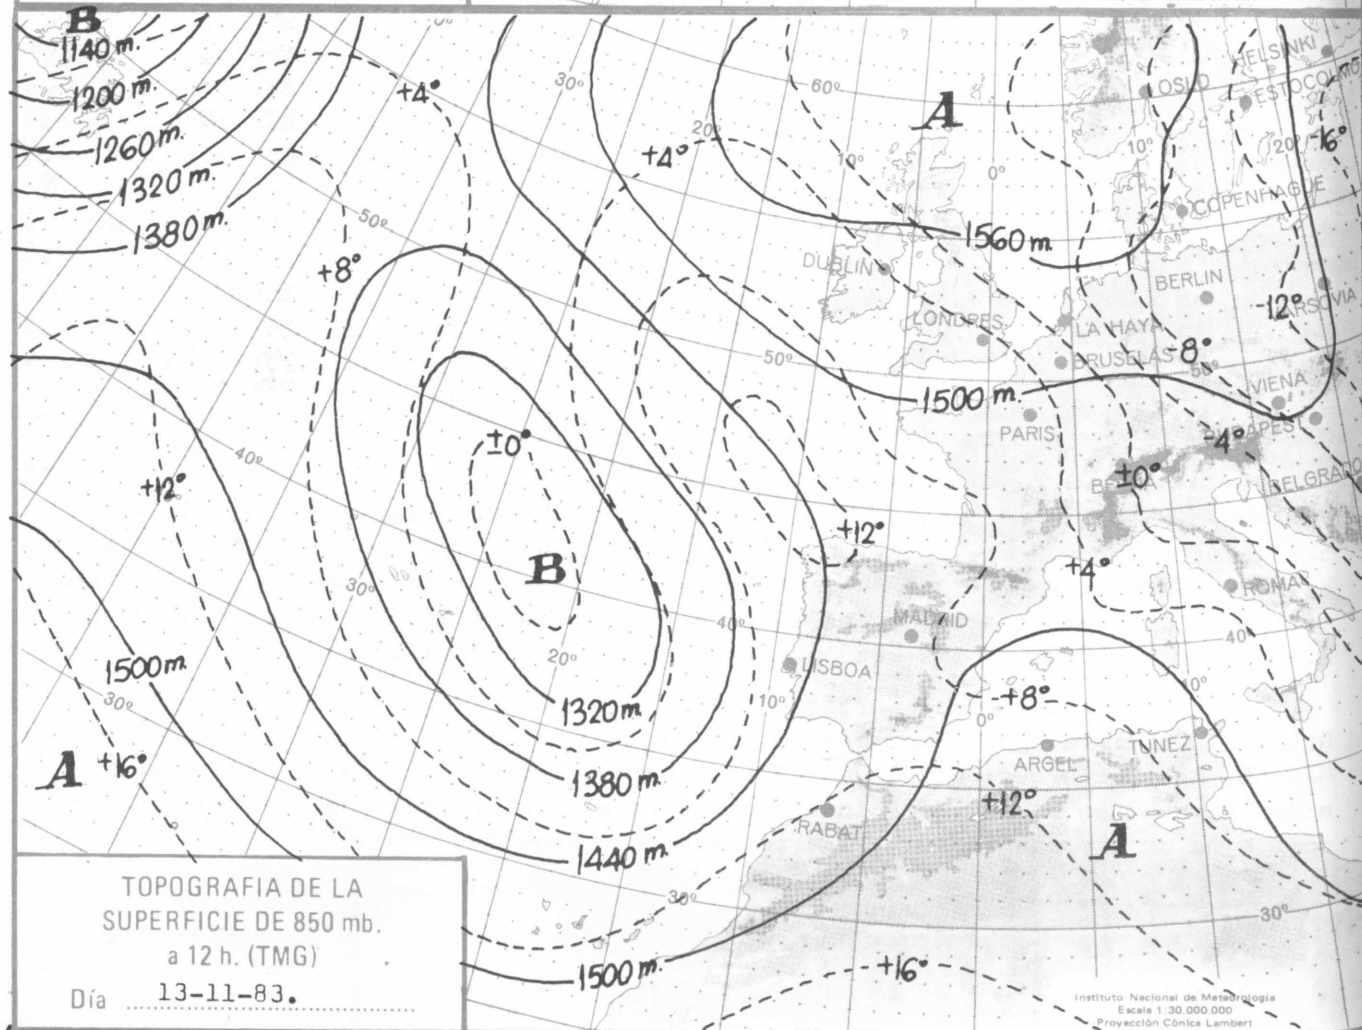 B
1140 m.
1200 m.
1260 m.
1320 m.
1380 m.
+4°
30°
60°
A
OSLO
HELSINKI
ESTOCOLMO
-16°
20°
+4°
10°
0°
10°
20°
COPENHAGUE
50°
1560 m.
DUBLIN
BERLIN
+8°
VARSOVIA
-12°
LONDRES
LA HAYA
-8°
BRUSELAS
50°
50°
VIENA
1500 m.
PARIS
BUDAPEST
-4°
±0°
40°
+12°
±0°
BELGRADO
+12°
B
+4°
ROMA
30°
MADRID
40°
40°
20°
LISBOA
1500 m.
30°
10°
10°
1320 m.
+8°
0°
TUNEZ
A
+16°
ARGEL
1380 m.
+12°
RABAT
A
1440 m.
30°
30°
1500 m.
+16°
TOPOGRAFIA DE LA
SUPERFICIE DE 850 mb.
a 12 h. (TMG)
Día 13-11-83.
Instituto Nacional de Meteorología
Escala 1:30.000.000
Proyección Cónica Lambert